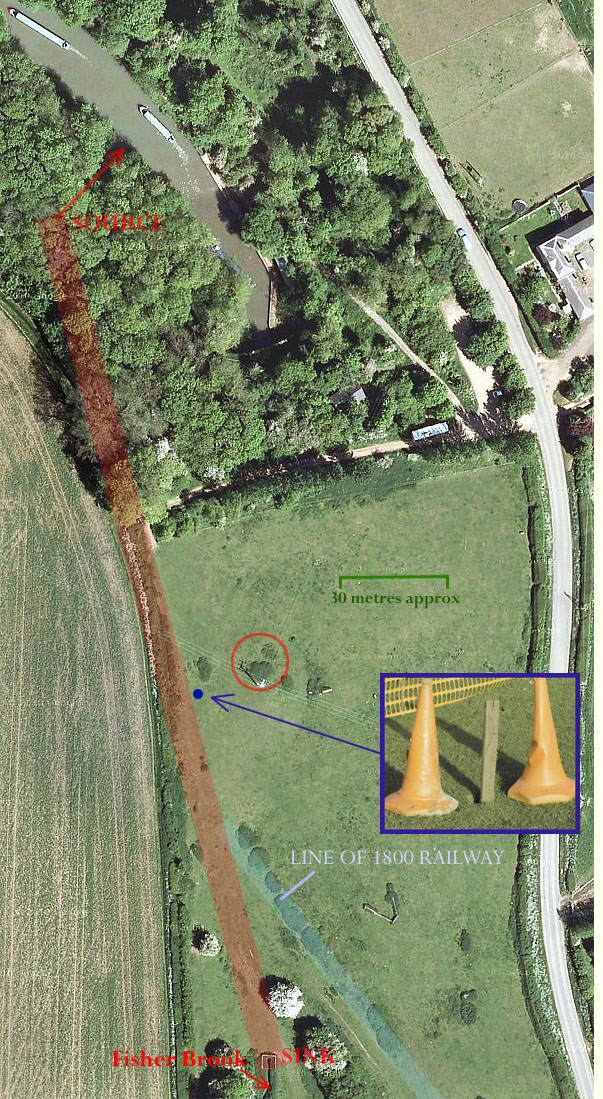 SOURCE
30 metres approx
LINE OF 1800 RAILWAY
Fisher Brook
SINK